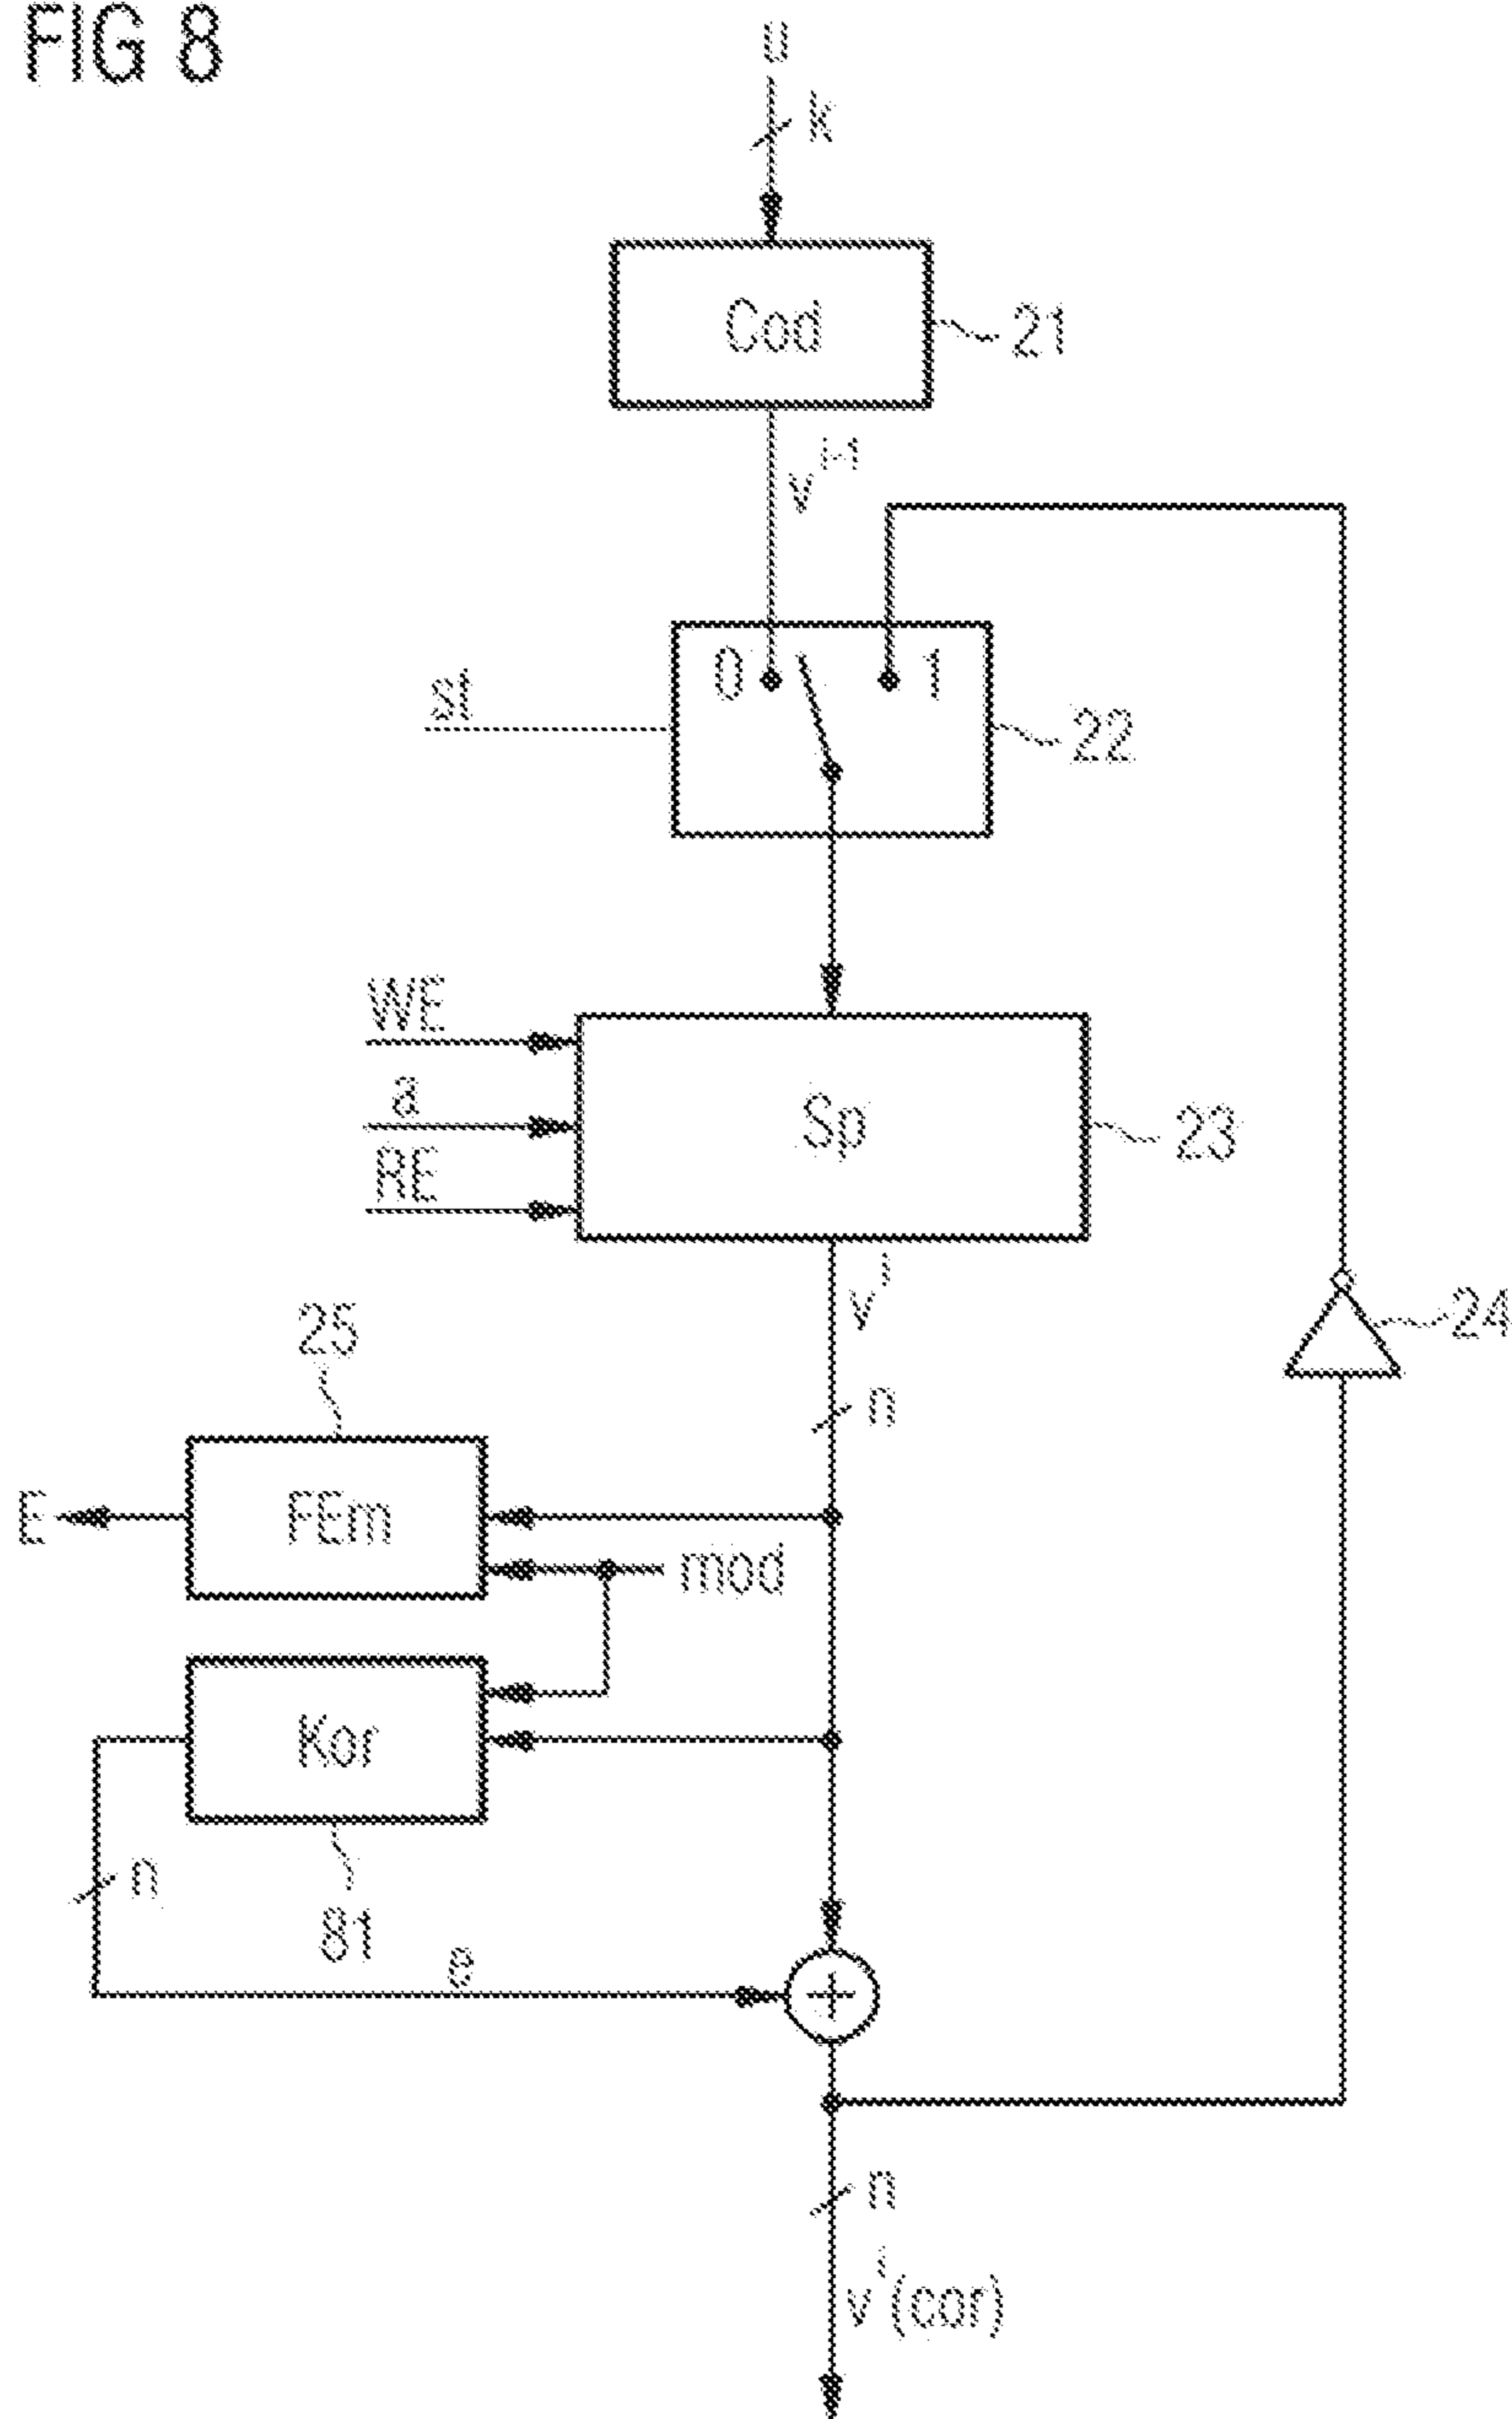 FIG 8
u
k
Cod
21
v^{i-1}
0
1
st
22
WE
a
RE
Sp
23
v^i
24
n
25
E
FEm
mod
Kor
n
81
e
+
n
v^i(cor)